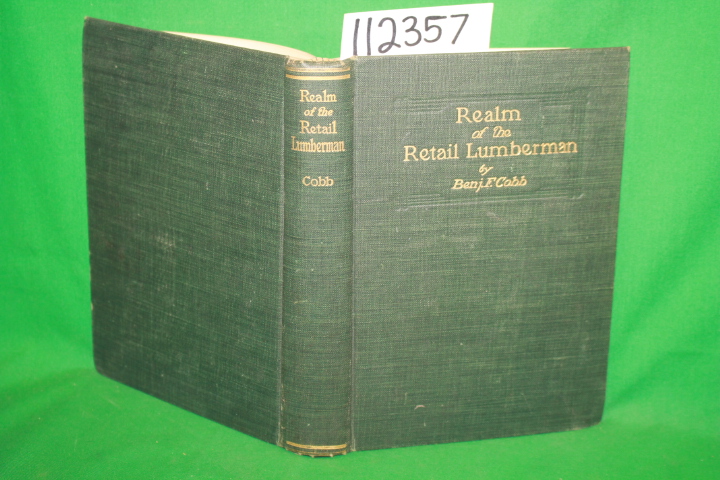 112357
Realm
of the
Retail
Lumberman
Cobb
Realm
of the
Retail Lumberman
by
Benj. F. Cobb